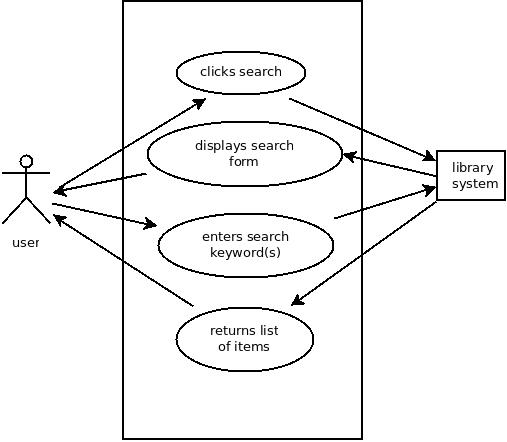 clicks search
displays search
form
library
system
user
enters search
keyword(s)
returns list
of items